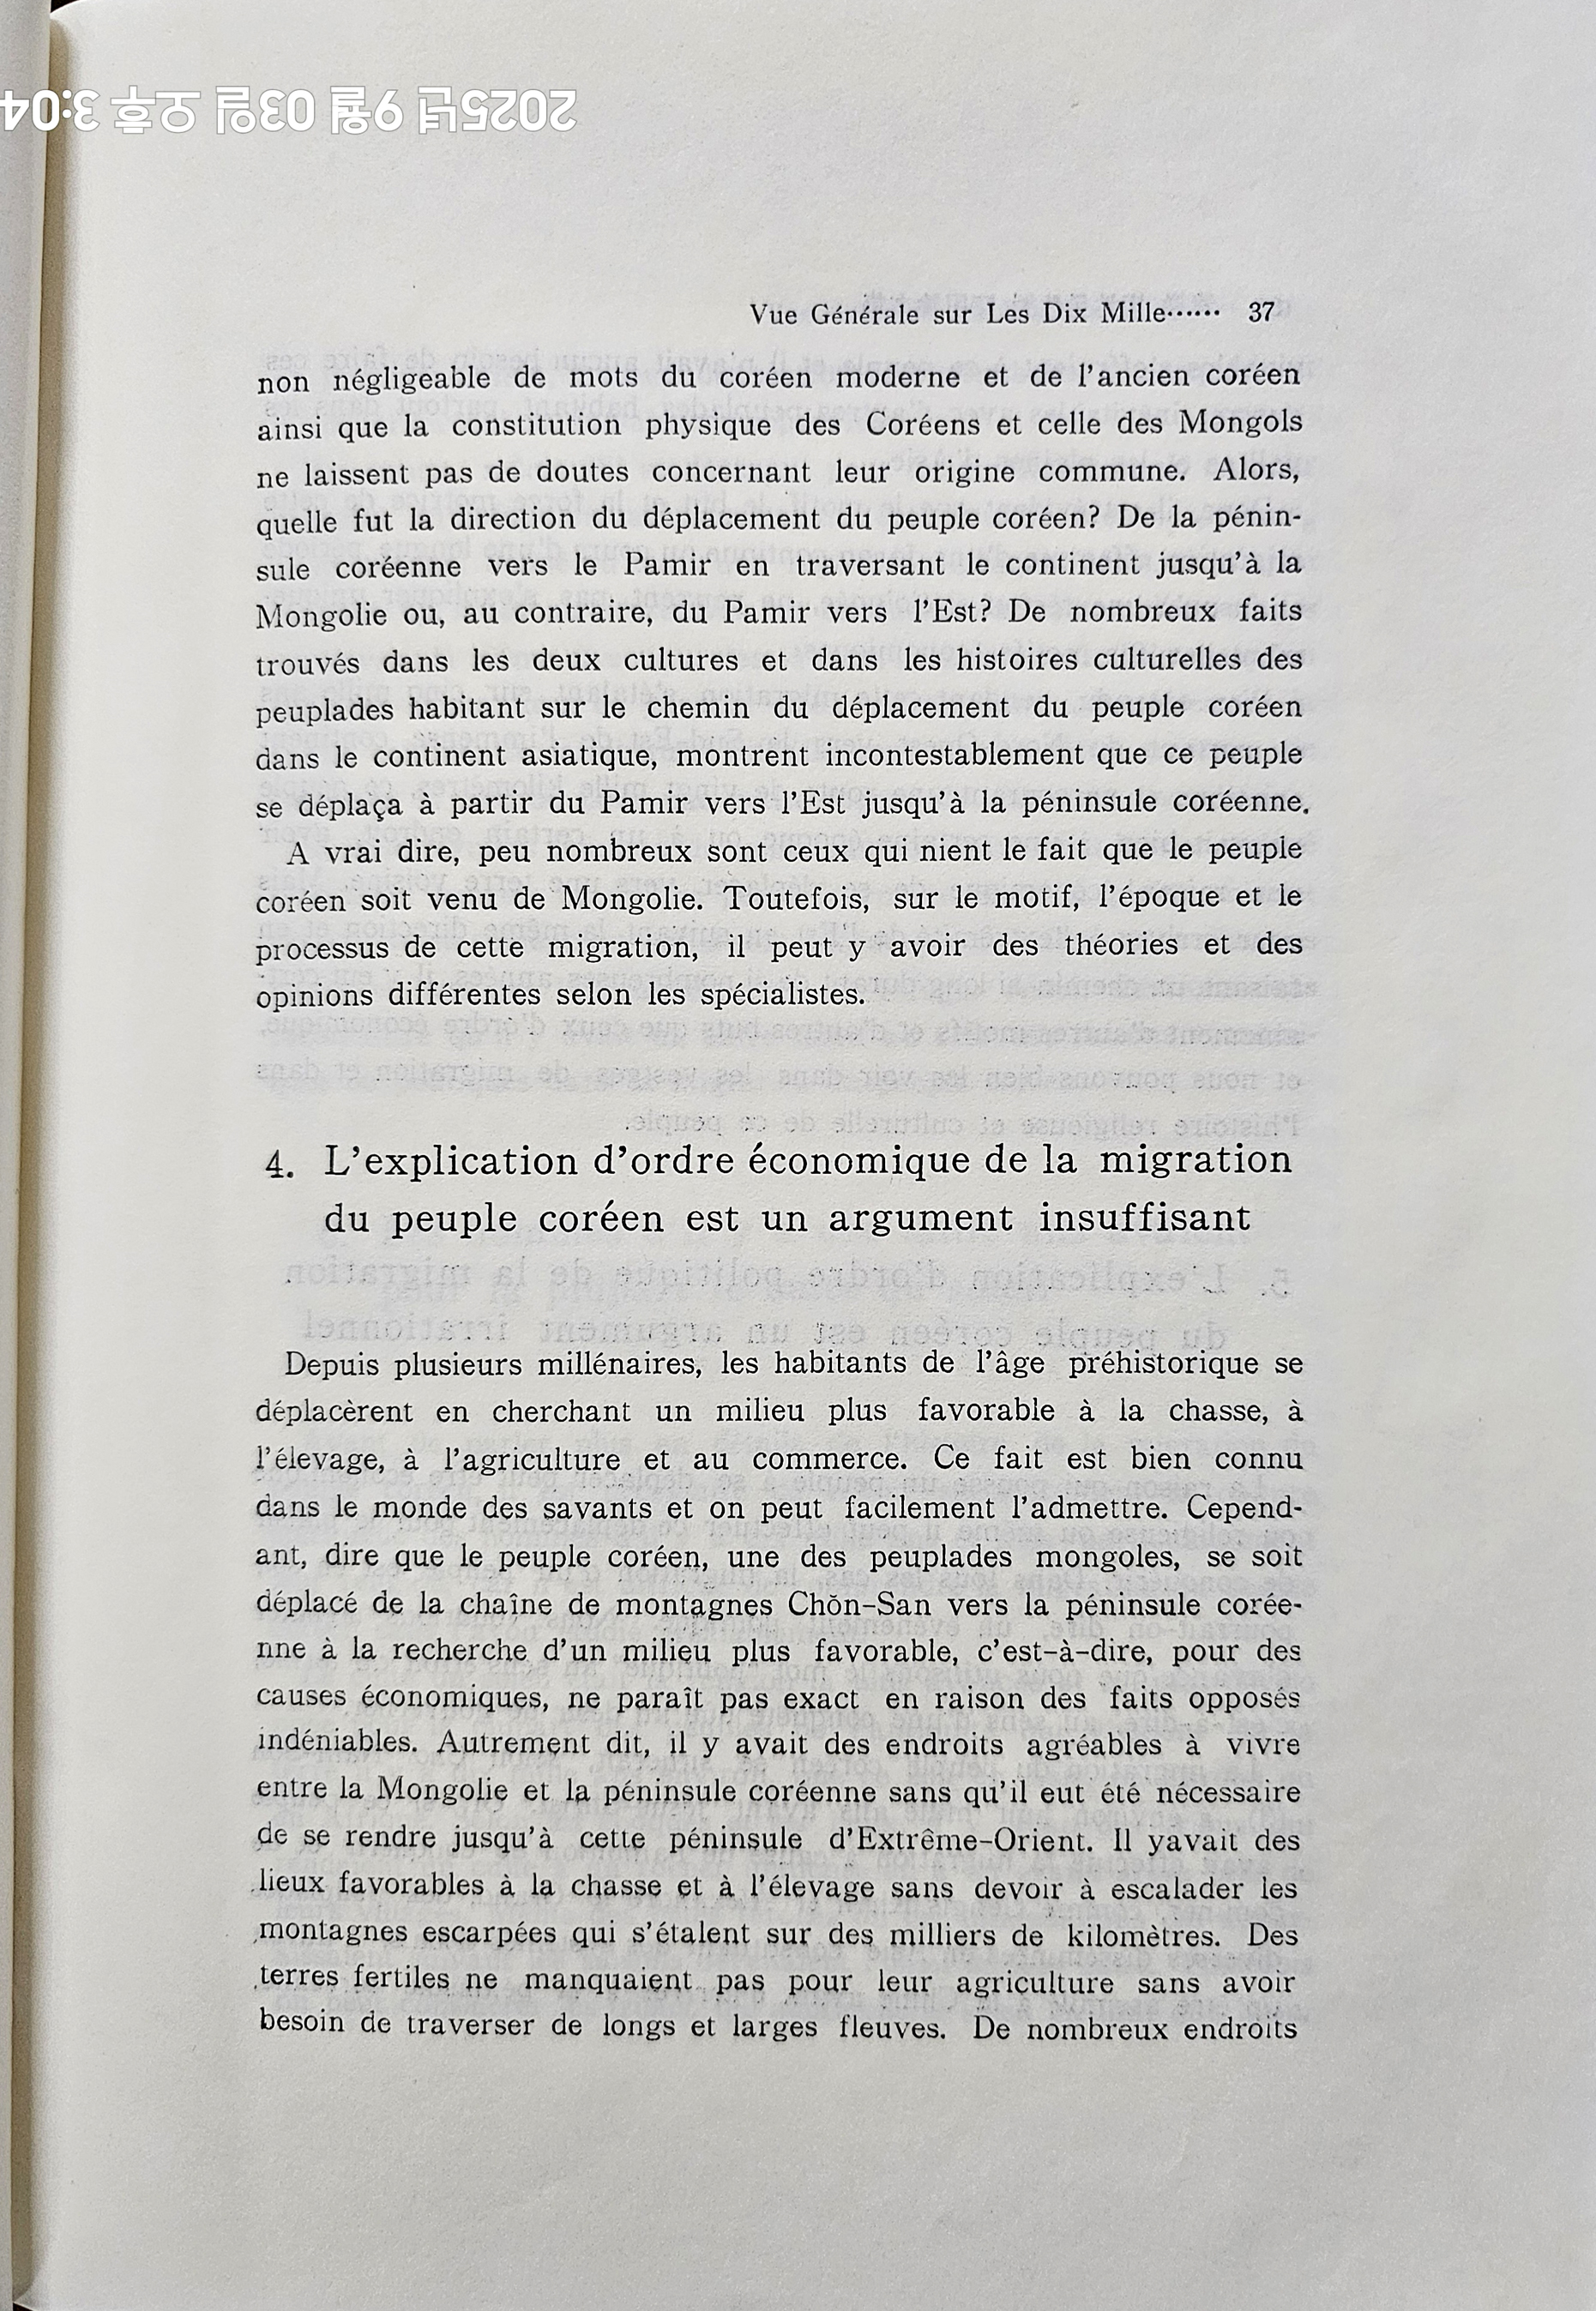 2025년 9월 03일 오후 3:04
Vue Générale sur Les Dix Mille······ 37
non négligeable de mots du coréen moderne et de l'ancien coréen
ainsi que la constitution physique des Coréens et celle des Mongols
ne laissent pas de doutes concernant leur origine commune. Alors,
quelle fut la direction du déplacement du peuple coréen? De la pénin-
sule coréenne vers le Pamir en traversant le continent jusqu'à la
Mongolie ou, au contraire, du Pamir vers l'Est? De nombreux faits
trouvés dans les deux cultures et dans les histoires culturelles des
peuplades habitant sur le chemin du déplacement du peuple coréen
dans le continent asiatique, montrent incontestablement que ce peuple
se déplaça à partir du Pamir vers l'Est jusqu'à la péninsule coréenne.
A vrai dire, peu nombreux sont ceux qui nient le fait que le peuple
coréen soit venu de Mongolie. Toutefois, sur le motif, l'époque et le
processus de cette migration, il peut y avoir des théories et des
opinions différentes selon les spécialistes.
4. L'explication d'ordre économique de la migration
du peuple coréen est un argument insuffisant
Depuis plusieurs millénaires, les habitants de l'âge préhistorique se
déplacèrent en cherchant un milieu plus favorable à la chasse, à
l'élevage, à l'agriculture et au commerce. Ce fait est bien connu
dans le monde des savants et on peut facilement l'admettre. Cepend-
ant, dire que le peuple coréen, une des peuplades mongoles, se soit
déplacé de la chaîne de montagnes Chŏn-San vers la péninsule corée-
nne à la recherche d'un milieu plus favorable, c'est-à-dire, pour des
causes économiques, ne paraît pas exact en raison des faits opposés
indéniables. Autrement dit, il y avait des endroits agréables à vivre
entre la Mongolie et la péninsule coréenne sans qu'il eut été nécessaire
de se rendre jusqu'à cette péninsule d'Extrême-Orient. Il yavait des
lieux favorables à la chasse et à l'élevage sans devoir à escalader les
montagnes escarpées qui s'étalent sur des milliers de kilomètres. Des
terres fertiles ne manquaient pas pour leur agriculture sans avoir
besoin de traverser de longs et larges fleuves. De nombreux endroits